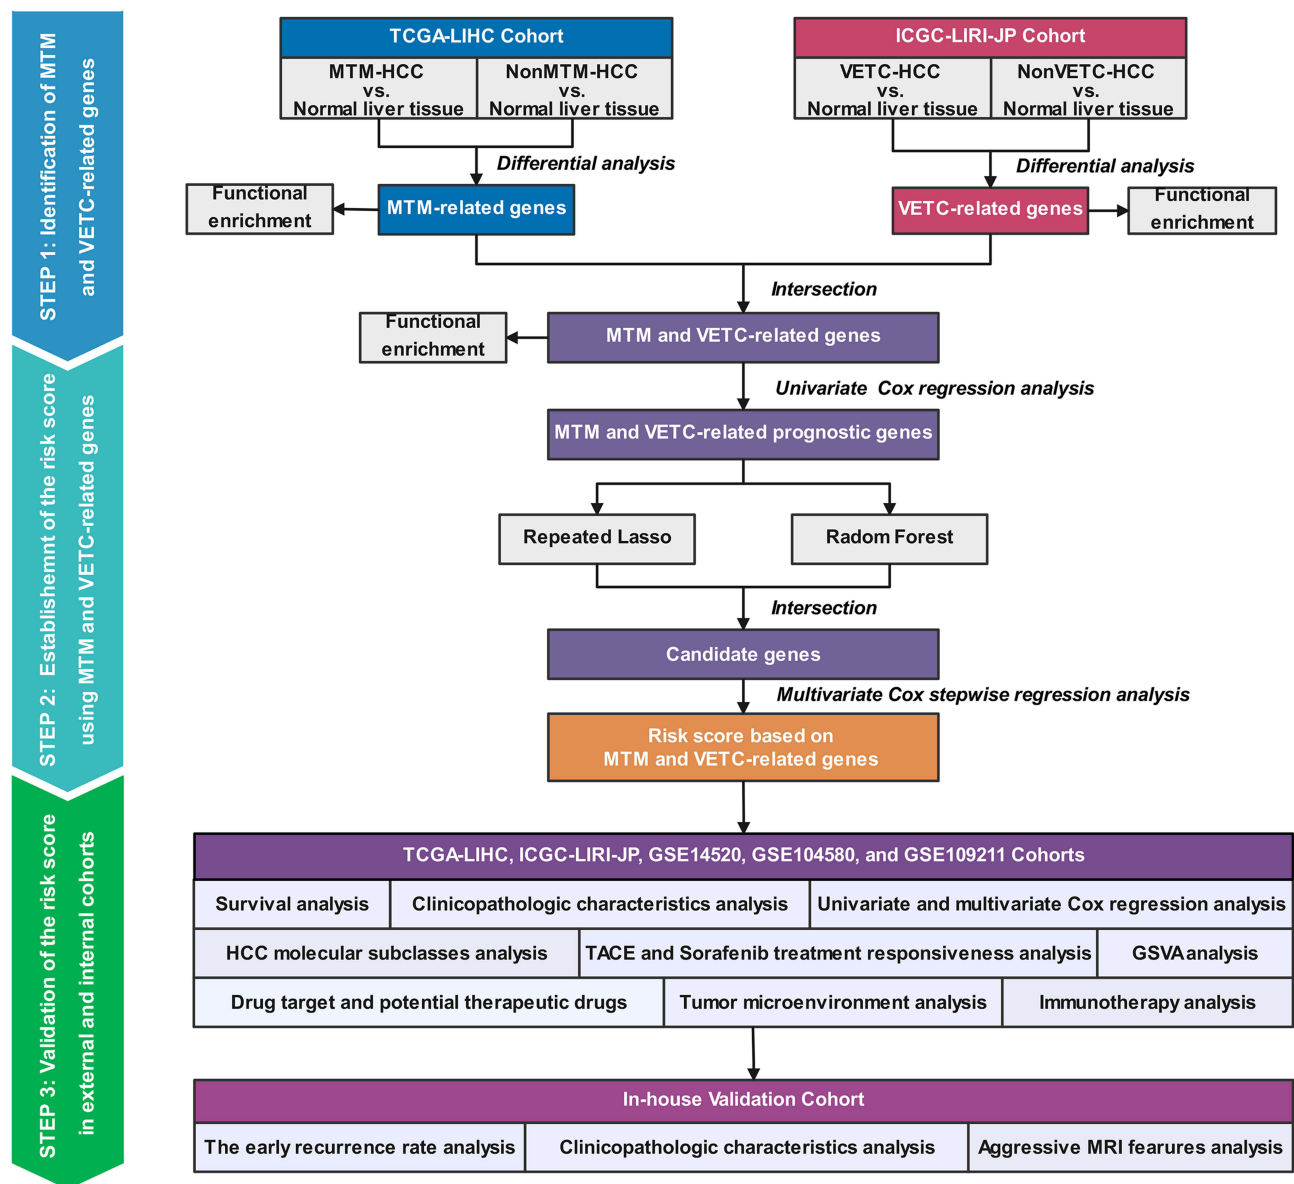 STEP 1: Identification of MTM
and VETC-related genes
TCGA-LIHC Cohort
MTM-HCC
vs.
Normal liver tissue
NonMTM-HCC
vs.
Normal liver tissue
ICGC-LIRI-JP Cohort
VETC-HCC
vs.
Normal liver tissue
NonVETC-HCC
vs.
Normal liver tissue
Differential analysis
Differential analysis
Functional
enrichment
MTM-related genes
VETC-related genes
Functional
enrichment
Intersection
Functional
enrichment
MTM and VETC-related genes
STEP 2: Establishemnt of the risk score
using MTM and VETC-related genes
Univariate Cox regression analysis
MTM and VETC-related prognostic genes
Repeated Lasso
Radom Forest
Intersection
Candidate genes
Multivariate Cox stepwise regression analysis
Risk score based on
MTM and VETC-related genes
STEP 3: Validation of the risk score
in external and internal cohorts
TCGA-LIHC, ICGC-LIRI-JP, GSE14520, GSE104580, and GSE109211 Cohorts
Survival analysis
Clinicopathologic characteristics analysis
Univariate and multivariate Cox regression analysis
HCC molecular subclasses analysis
TACE and Sorafenib treatment responsiveness analysis
GSVA analysis
Drug target and potential therapeutic drugs
Tumor microenvironment analysis
Immunotherapy analysis
In-house Validation Cohort
The early recurrence rate analysis
Clinicopathologic characteristics analysis
Aggressive MRI fearures analysis